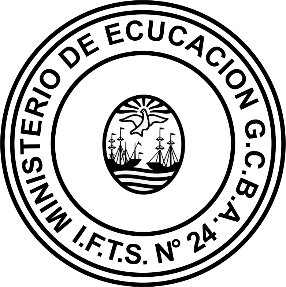 MINISTERIO DE ECUCACION G.C.B.A.
I.F.T.S. Nº 24